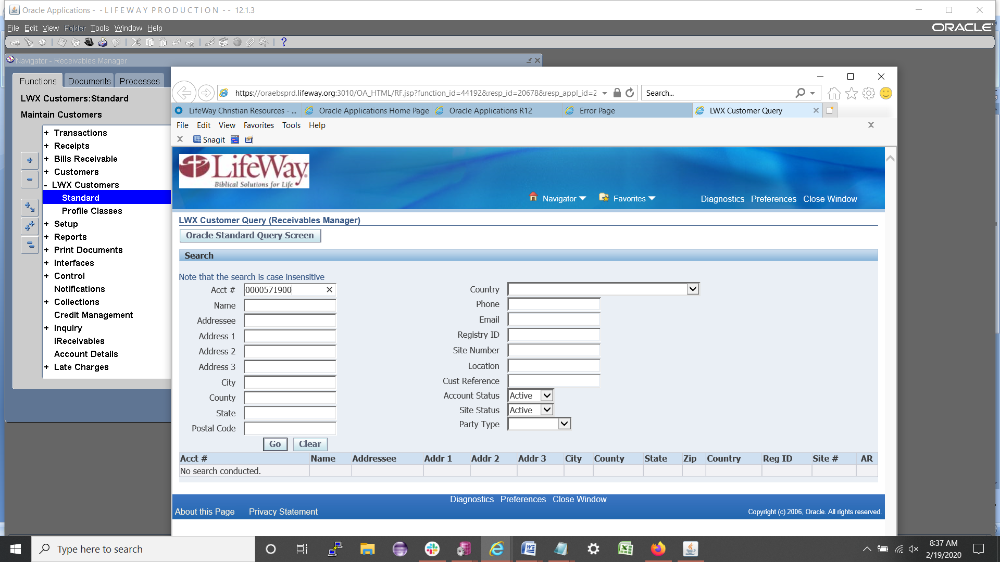 Oracle Applications - - L I F E W A Y  P R O D U C T I O N - - 12.1.3
File Edit View Folder Tools Window Help
ORACLE
?
Navigator - Receivables Manager
Functions Documents Processes
LWX Customers:Standard
Maintain Customers
+ Transactions
+ Receipts
+ Bills Receivable
+ Customers
- LWX Customers
Standard
Profile Classes
+ Setup
+ Reports
+ Print Documents
+ Interfaces
+ Control
Notifications
+ Collections
Credit Management
+ Inquiry
iReceivables
Account Details
+ Late Charges
https://oraebsprd.lifeway.org:3010/OA_HTML/RF.jsp?function_id=44192&resp_id=20678&resp_appl_id=2
Search...
LifeWay Christian Resources - ...
Oracle Applications Home Page
Oracle Applications R12
Error Page
LWX Customer Query
File Edit View Favorites Tools Help
x
x Snagit
LifeWay.
Biblical Solutions for Life
Navigator Favorites Diagnostics Preferences Close Window
LWX Customer Query (Receivables Manager)
Oracle Standard Query Screen
Search
Note that the search is case insensitive
Acct # 0000571900
Name
Addressee
Address 1
Address 2
Address 3
City
County
State
Postal Code
Country
Phone
Email
Registry ID
Site Number
Location
Cust Reference
Account Status Active
Site Status Active
Party Type
Go Clear
Acct # Name Addressee Addr 1 Addr 2 Addr 3 City County State Zip Country Reg ID Site # AR
No search conducted.
Diagnostics Preferences Close Window
About this Page Privacy Statement
Copyright (c) 2006, Oracle. All rights reserved.
Type here to search
8:37 AM
2/19/2020